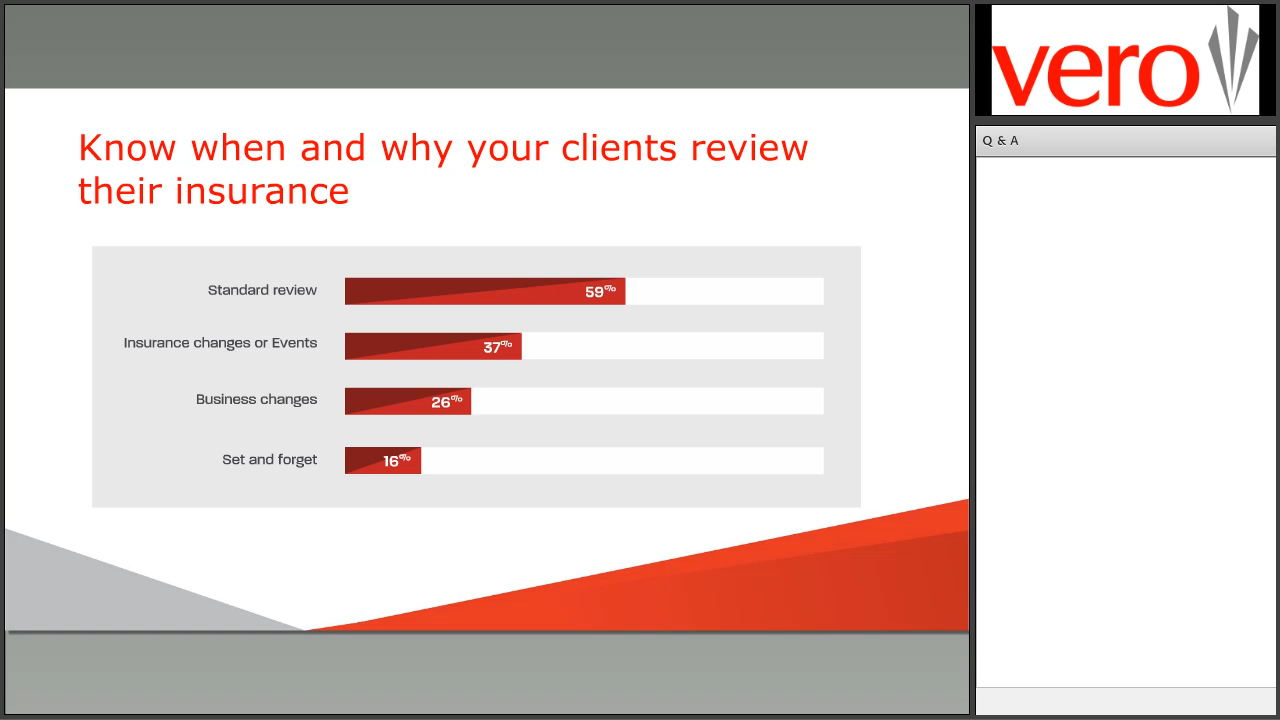 Know when and why your clients review
their insurance
Standard review
59%
Insurance changes or Events
37%
Business changes
26%
Set and forget
16%
vero
Q & A